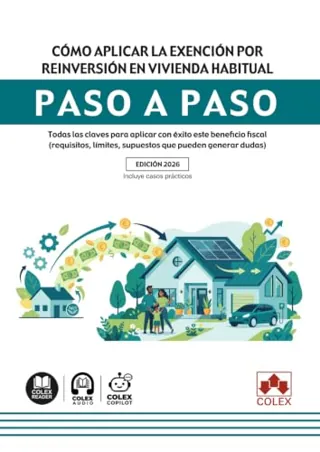 CÓMO APLICAR LA EXENCIÓN POR
REINVERSIÓN EN VIVIENDA HABITUAL
PASO A PASO
Todas las claves para aplicar con éxito este beneficio fiscal
(requisitos, límites, supuestos que pueden generar dudas)
EDICIÓN 2026
Incluye casos prácticos
COLEX
READER
COLEX
AUDIO
COLEX
COPILOT
COLEX